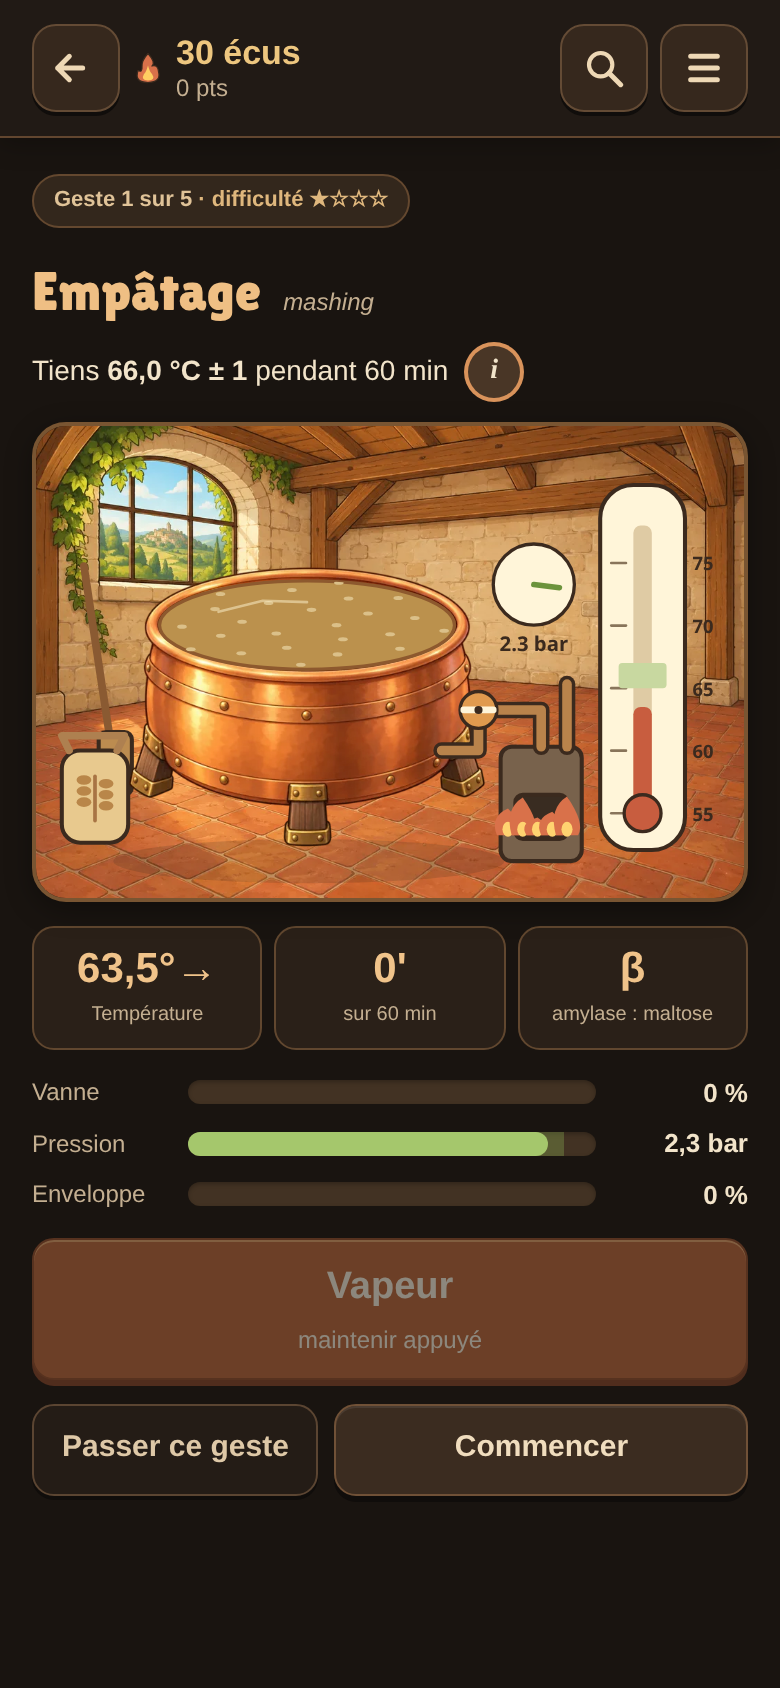 30 écus
0 pts
Geste 1 sur 5 · difficulté ★☆☆☆
Empâtage mashing
Tiens 66,0 °C ± 1 pendant 60 min i
75
70
65
60
55
2.3 bar
63,5°→
Température
0'
sur 60 min
β
amylase : maltose
Vanne 0 %
Pression 2,3 bar
Enveloppe 0 %
Vapeur
maintenir appuyé
Passer ce geste
Commencer